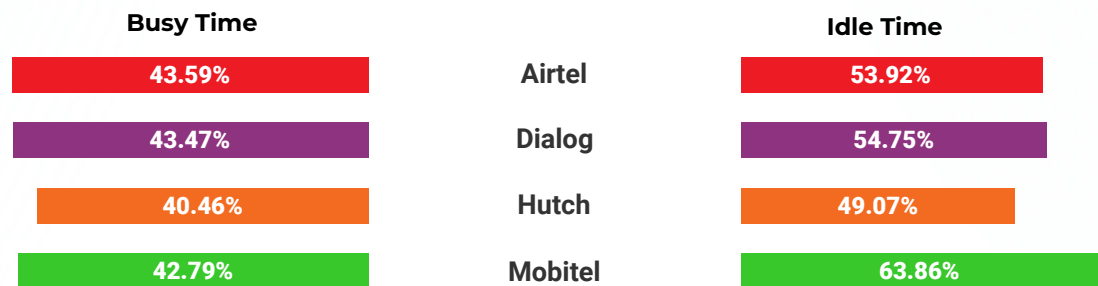 Busy Time
Idle Time
43.59% Airtel 53.92%
43.47% Dialog 54.75%
40.46% Hutch 49.07%
42.79% Mobitel 63.86%